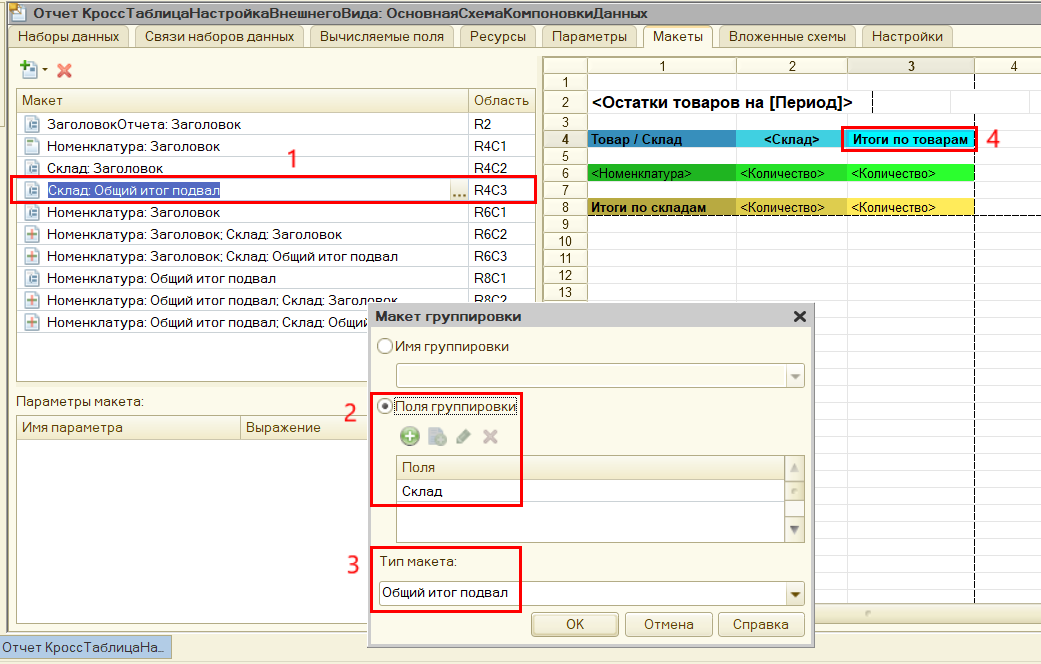 Отчет КроссТаблицаНастройкаВнешнегоВида: ОсновнаяСхемаКомпоновкиДанных
Наборы данных Связи наборов данных Вычисляемые поля Ресурсы Параметры Макеты Вложенные схемы Настройки
Макет Область
ЗаголовокОтчета: Заголовок R2
Номенклатура: Заголовок R4C1
Склад: Заголовок R4C2
Склад: Общий итог подвал ... R4C3
Номенклатура: Заголовок R6C1
Номенклатура: Заголовок; Склад: Заголовок R6C2
Номенклатура: Заголовок; Склад: Общий итог подвал R6C3
Номенклатура: Общий итог подвал R8C1
Номенклатура: Общий итог подвал; Склад: Заголовок R8C2
Номенклатура: Общий итог подвал; Склад: Общи
1
Параметры макета:
Имя параметра Выражение
1 2 3 4
1
2 <Остатки товаров на [Период]>
3
4 Товар / Склад <Склад> Итоги по товарам 4
5
6 <Номенклатура> <Количество> <Количество>
7
8 Итоги по складам <Количество> <Количество>
9
10
11
12
13
Макет группировки
Имя группировки
2 Поля группировки
Поля
Склад
3 Тип макета:
Общий итог подвал
ОК Отмена Справка
Отчет КроссТаблицаНа...